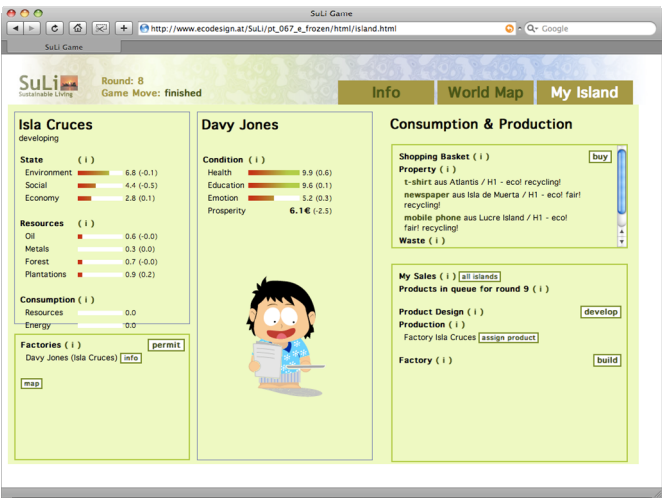 SuLi Game
http://www.ecodesign.at/SuLi/pt_067_e_frozen/html/island.html
Google
SuLi Game
SuLi
Sustainable Living
Round: 8
Game Move: finished
Info
World Map
My Island
Isla Cruces
developing
State ( i )
Environment 6.8 (-0.1)
Social 4.4 (-0.5)
Economy 2.8 (0.1)
Resources ( i )
Oil 0.6 (-0.0)
Metals 0.3 (0.0)
Forest 0.7 (-0.0)
Plantations 0.9 (0.2)
Consumption ( i )
Resources 0.0
Energy 0.0
Factories ( i ) permit
Davy Jones (Isla Cruces) info
map
Davy Jones
Condition ( i )
Health 9.9 (0.6)
Education 9.6 (0.1)
Emotion 5.2 (0.3)
Prosperity 6.1€ (-2.5)
Consumption & Production
Shopping Basket ( i ) buy
Property ( i )
t-shirt aus Atlantis / H1 - eco! recycling!
newspaper aus Isla de Muerta / H1 - eco! fair!
recycling!
mobile phone aus Lucre Island / H1 - eco!
fair! recycling!
Waste ( i )
My Sales ( i ) all islands
Products in queue for round 9 ( i )
Product Design ( i ) develop
Production ( i )
Factory Isla Cruces assign product
Factory ( i ) build